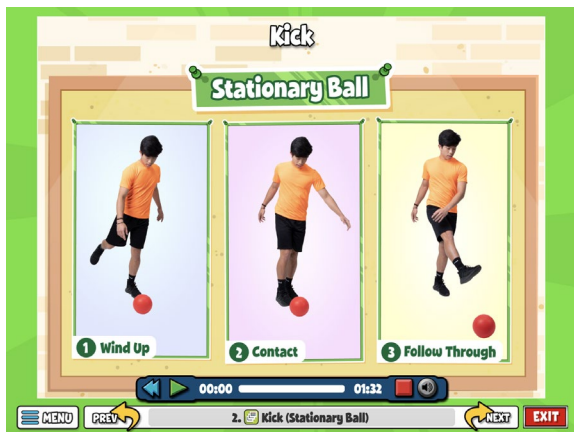 Kick
Stationary Ball
1 Wind Up
2 Contact
3 Follow Through
00:00
01:32
MENU
PREV
2. Kick (Stationary Ball)
NEXT
EXIT